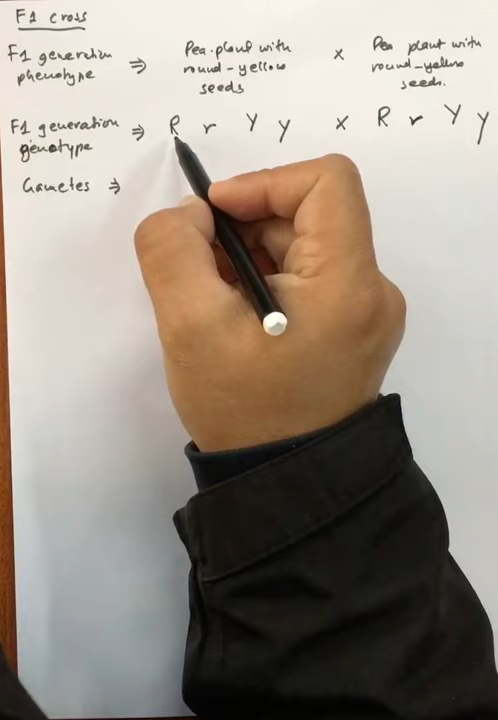 F1 cross
F1 generation phenotype ⇒ Pea plant with round-yellow seeds × Pea plant with round-yellow seeds.
F1 generation genotype ⇒ R r Y y × R r Y y
Gametes ⇒